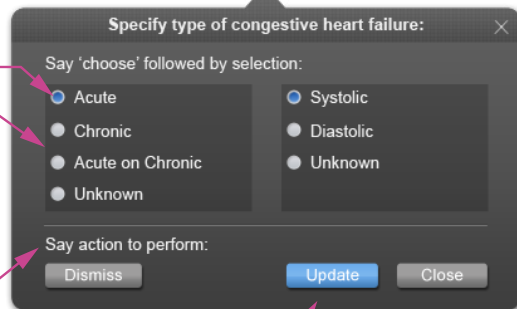 Specify type of congestive heart failure:
Say 'choose' followed by selection:
Acute
Chronic
Acute on Chronic
Unknown
Systolic
Diastolic
Unknown
Say action to perform:
Dismiss Update Close